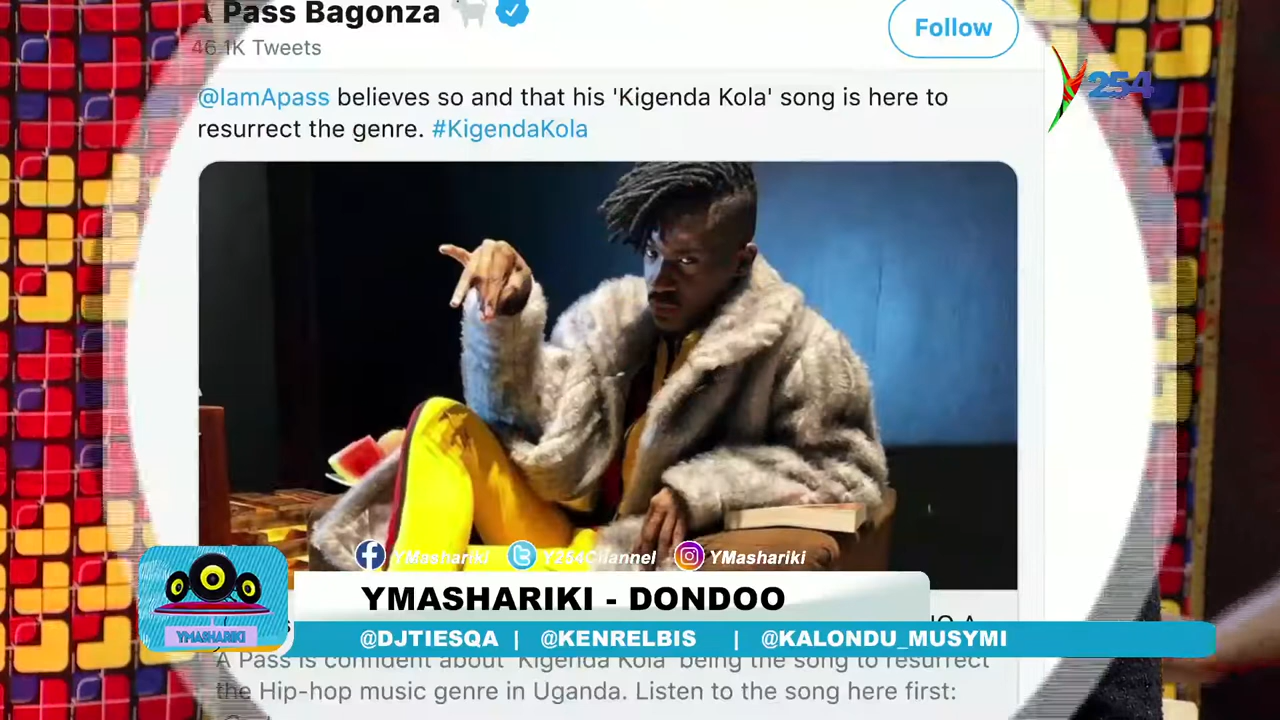 A Pass Bagonza
46.1K Tweets
Follow
254
@IamApass believes so and that his 'Kigenda Kola' song is here to
resurrect the genre. #KigendaKola
YMashariki
Y254Channel
YMashariki
YMASHARIKI - DONDOO
YMASHARIKI
@DJTIESQA | @KENRELBIS | @KALONDU_MUSYMI
A Pass is confident about 'Kigenda Kola' being the song to resurrect
the Hip-hop music genre in Uganda. Listen to the song here first: